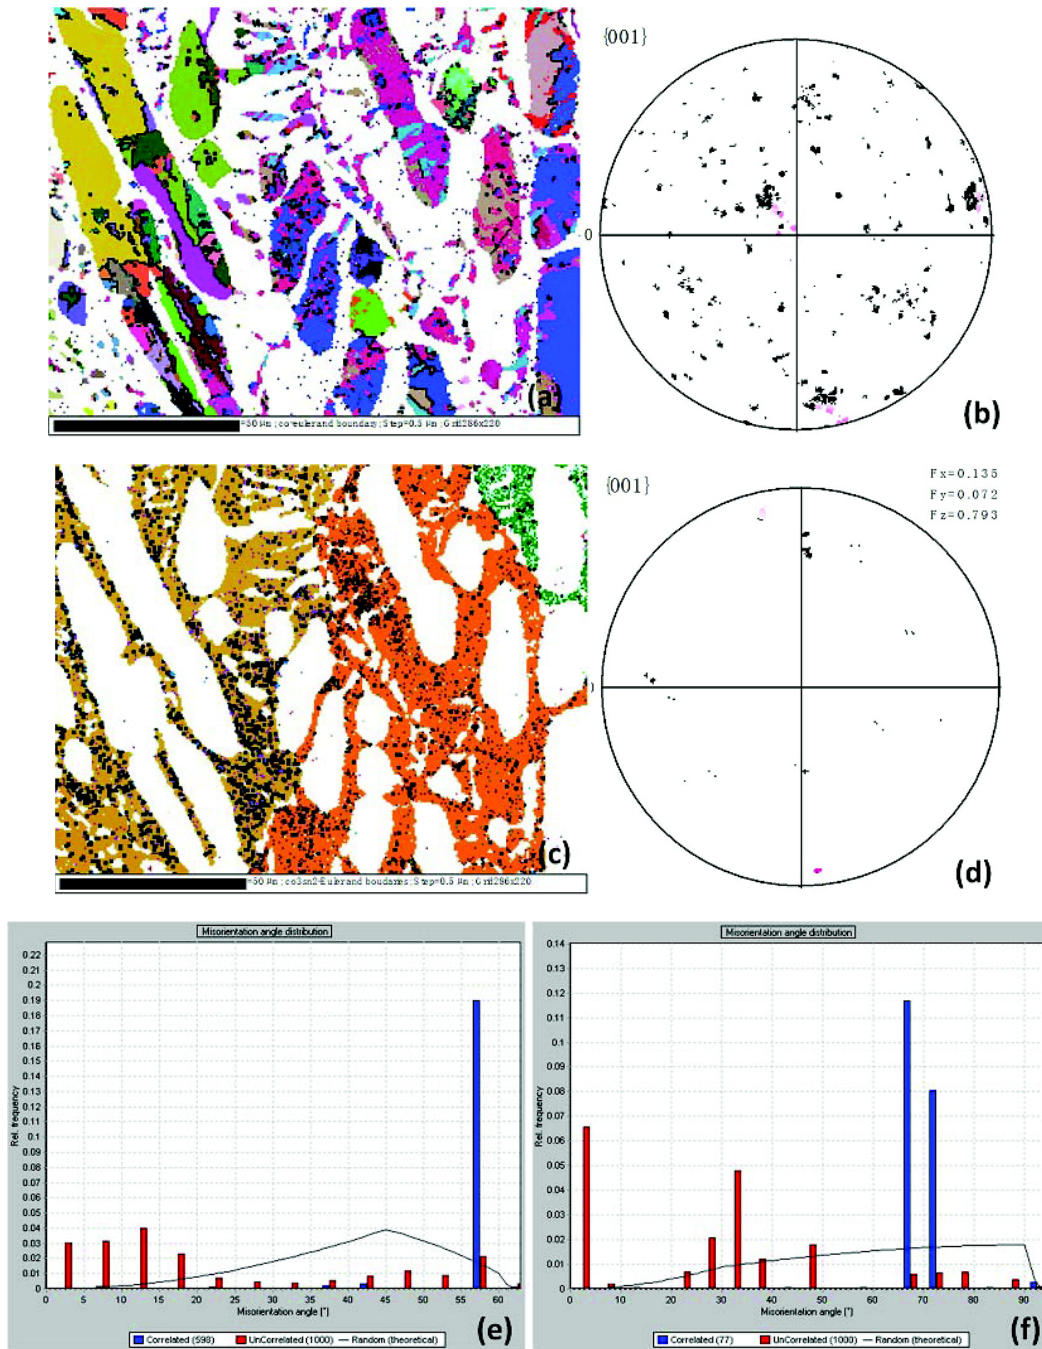 {001}
0
(a)
(b)
=50 µm; co-euler and boundary; Step=0.5 µm; Grid286x220
{001}
Fx=0.135
Fy=0.072
Fz=0.793
0
(c)
(d)
=50 µm; co3sn2-Euler and boudaries; Step=0.5 µm; Grid286x220
Misorientation angle distribution
Rel. frequency
0.22
0.21
0.2
0.19
0.18
0.17
0.16
0.15
0.14
0.13
0.12
0.11
0.1
0.09
0.08
0.07
0.06
0.05
0.04
0.03
0.02
0.01
0
0 5 10 15 20 25 30 35 40 45 50 55 60
Misorientation angle [°]
Correlated (598) UnCorrelated (1000) Random (theoretical)
(e)
Misorientation angle distribution
Rel. frequency
0.14
0.13
0.12
0.11
0.1
0.09
0.08
0.07
0.06
0.05
0.04
0.03
0.02
0.01
0
0 10 20 30 40 50 60 70 80 90
Misorientation angle [°]
Correlated (77) UnCorrelated (1000) Random (theoretical)
(f)